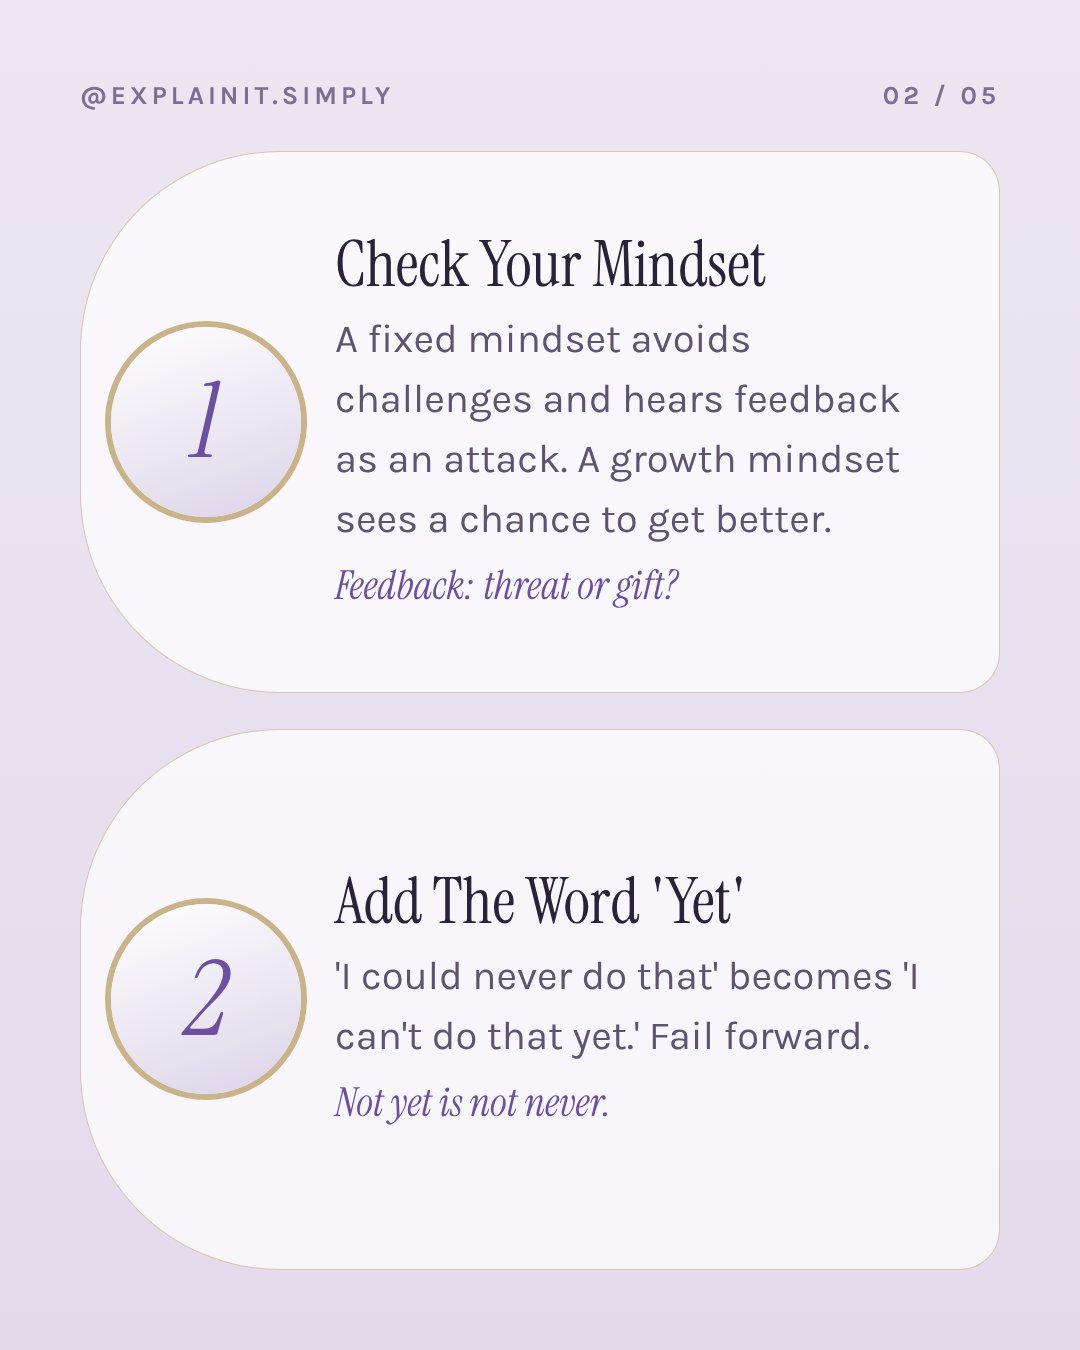 @EXPLAINIT.SIMPLY
02 / 05
1
Check Your Mindset
A fixed mindset avoids
challenges and hears feedback
as an attack. A growth mindset
sees a chance to get better.
Feedback: threat or gift?
2
Add The Word 'Yet'
'I could never do that' becomes 'I
can't do that yet.' Fail forward.
Not yet is not never.